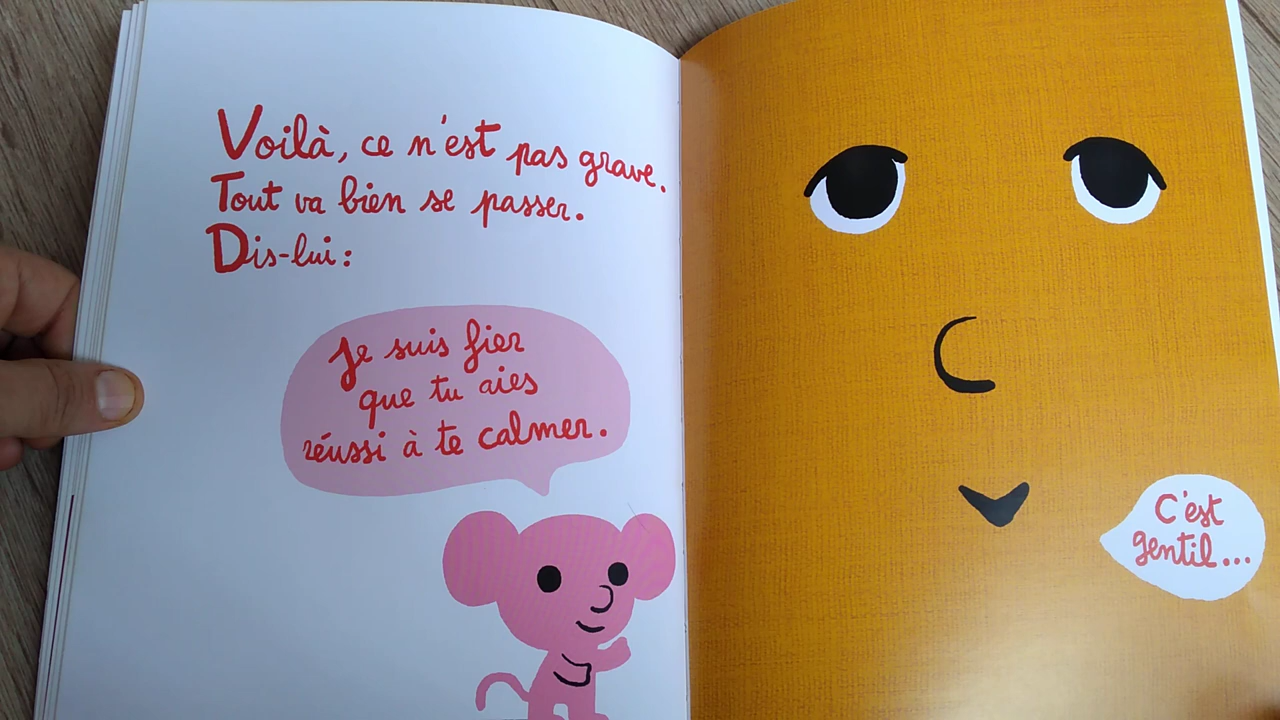 Voilà, ce n'est pas grave.
Tout va bien se passer.
Dis-lui :
Je suis fier
que tu aies
réussi à te calmer.
C'est
gentil...